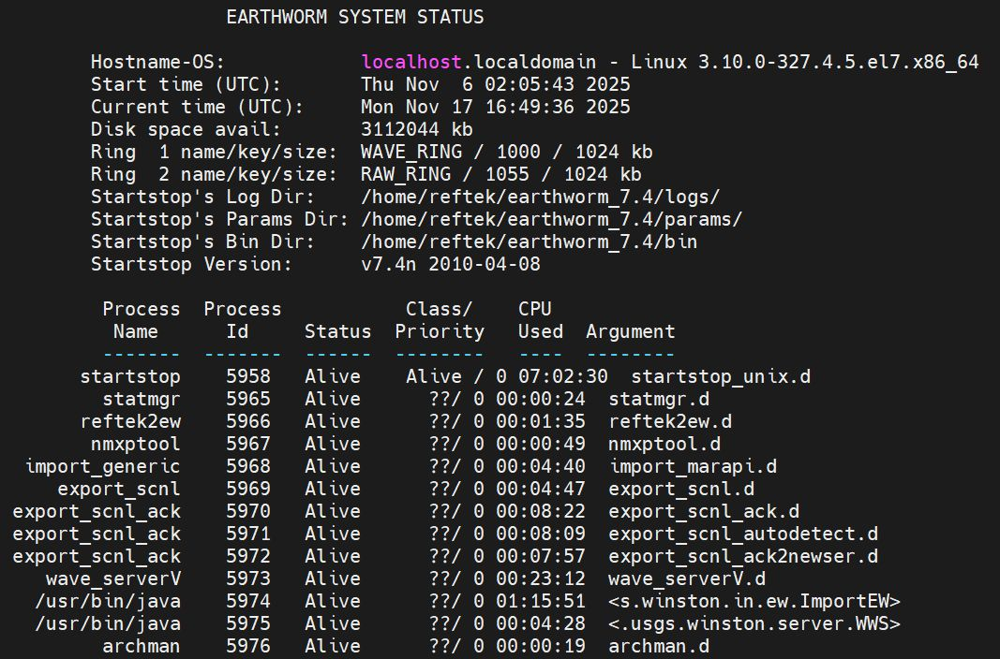 EARTHWORM SYSTEM STATUS
Hostname-OS: localhost.localdomain - Linux 3.10.0-327.4.5.el7.x86_64
Start time (UTC): Thu Nov  6 02:05:43 2025
Current time (UTC): Mon Nov 17 16:49:36 2025
Disk space avail: 3112044 kb
Ring  1 name/key/size: WAVE_RING / 1000 / 1024 kb
Ring  2 name/key/size: RAW_RING / 1055 / 1024 kb
Startstop's Log Dir: /home/reftek/earthworm_7.4/logs/
Startstop's Params Dir: /home/reftek/earthworm_7.4/params/
Startstop's Bin Dir: /home/reftek/earthworm_7.4/bin
Startstop Version: v7.4n 2010-04-08
Process Process Class/ CPU
Name Id Status Priority Used Argument
------- ------- ------ -------- ---- --------
startstop 5958 Alive Alive / 0 07:02:30 startstop_unix.d
statmgr 5965 Alive ??/ 0 00:00:24 statmgr.d
reftek2ew 5966 Alive ??/ 0 00:01:35 reftek2ew.d
nmxptool 5967 Alive ??/ 0 00:00:49 nmxptool.d
import_generic 5968 Alive ??/ 0 00:04:40 import_marapi.d
export_scnl 5969 Alive ??/ 0 00:04:47 export_scnl.d
export_scnl_ack 5970 Alive ??/ 0 00:08:22 export_scnl_ack.d
export_scnl_ack 5971 Alive ??/ 0 00:08:09 export_scnl_autodetect.d
export_scnl_ack 5972 Alive ??/ 0 00:07:57 export_scnl_ack2newser.d
wave_serverV 5973 Alive ??/ 0 00:23:12 wave_serverV.d
/usr/bin/java 5974 Alive ??/ 0 01:15:51 <s.winston.in.ew.ImportEW>
/usr/bin/java 5975 Alive ??/ 0 00:04:28 <.usgs.winston.server.WWS>
archman 5976 Alive ??/ 0 00:00:19 archman.d